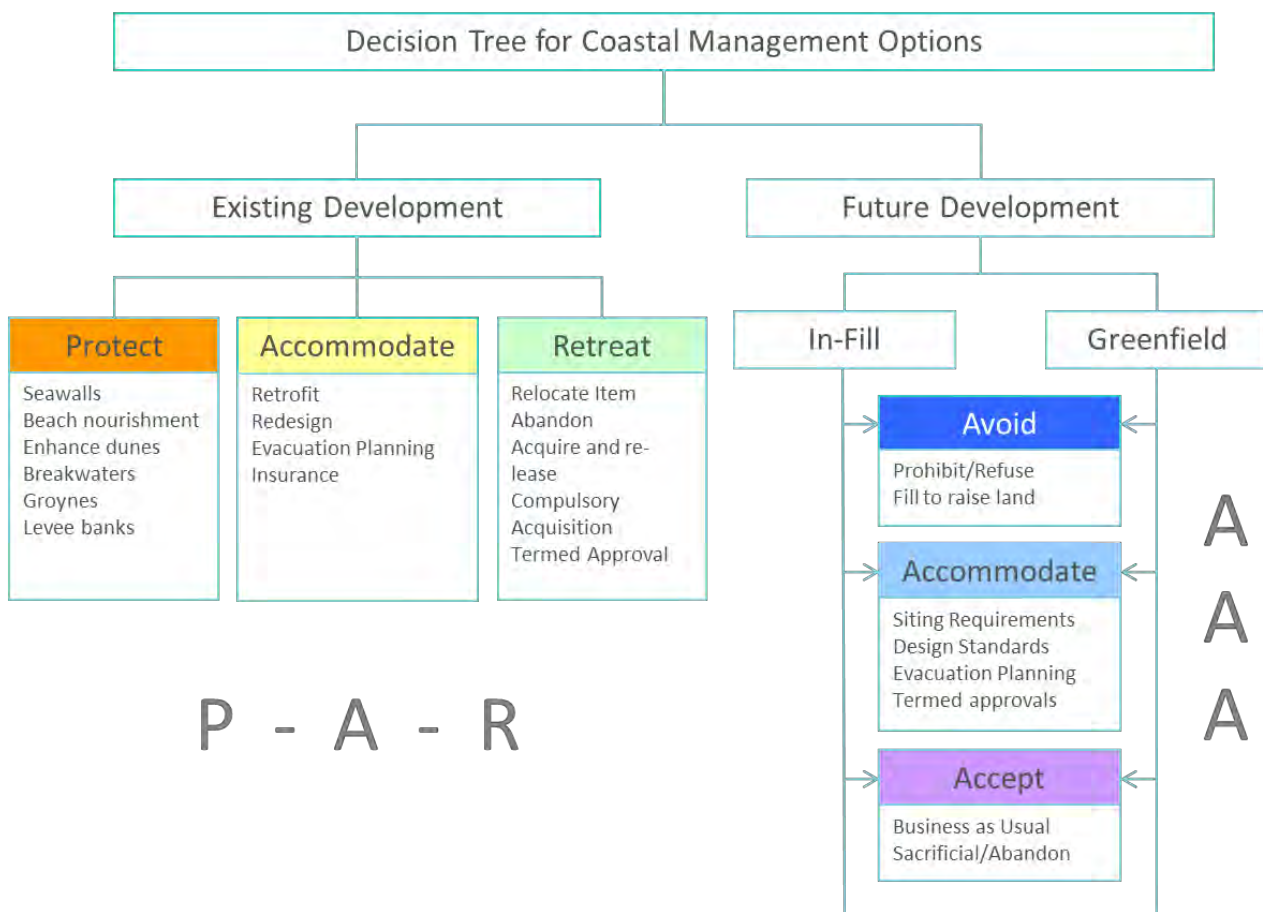 Decision Tree for Coastal Management Options
Existing Development
Future Development
Protect
Seawalls
Beach nourishment
Enhance dunes
Breakwaters
Groynes
Levee banks
Accommodate
Retrofit
Redesign
Evacuation Planning
Insurance
Retreat
Relocate Item
Abandon
Acquire and re-
lease
Compulsory
Acquisition
Termed Approval
P - A - R
In-Fill
Greenfield
Avoid
Prohibit/Refuse
Fill to raise land
Accommodate
Siting Requirements
Design Standards
Evacuation Planning
Termed approvals
Accept
Business as Usual
Sacrificial/Abandon
A
A
A